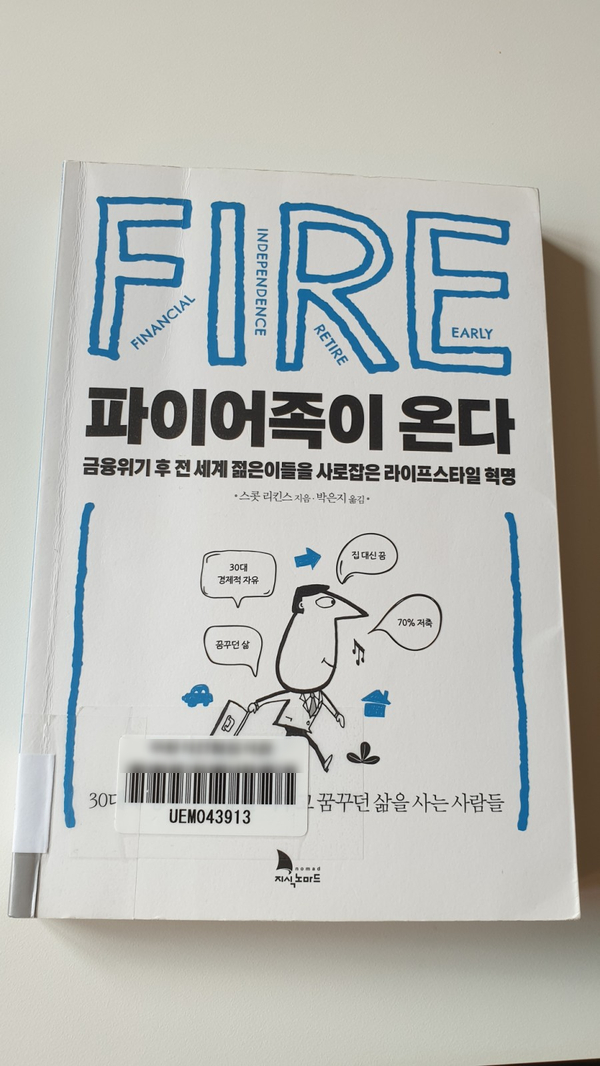 FIRE
FINANCIAL
INDEPENDENCE
RETIRE
EARLY
파이어족이 온다
금융위기 후 전 세계 젊은이들을 사로잡은 라이프스타일 혁명
• 스콧 리킨스 지음 · 박은지 옮김 •
집 대신 꿈
30대
경제적 자유
70% 저축
꿈꾸던 삶
UEM043913
꿈꾸던 삶을 사는 사람들
nomad
지식노마드